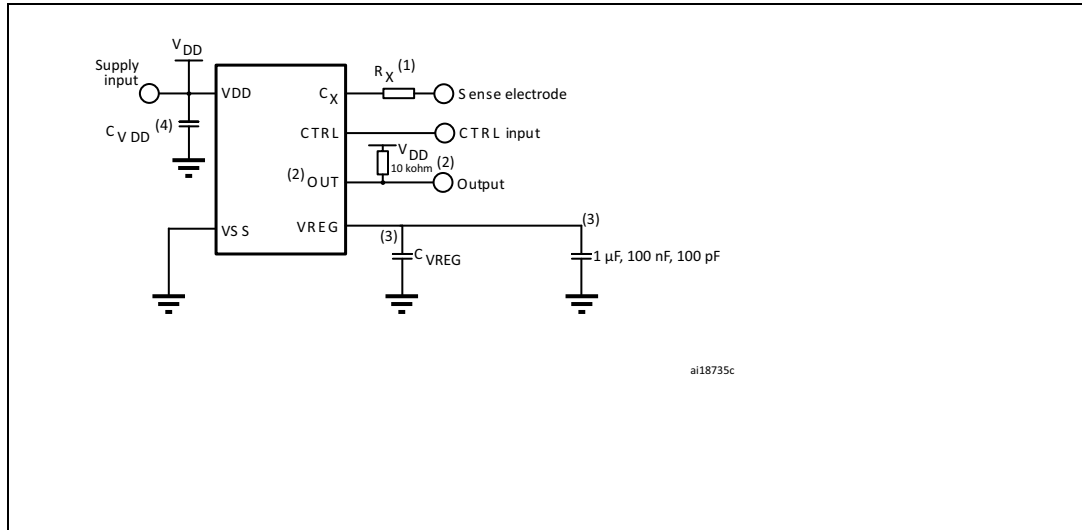 V DD
Supply input
VDD
C V DD (4)
VSS
C X
R X (1)
Sense electrode
CTRL
CTRL input
V DD
10 kohm (2)
(2) OUT
Output
VREG
(3)
C VREG
(3)
1 µF, 100 nF, 100 pF
ai18735c